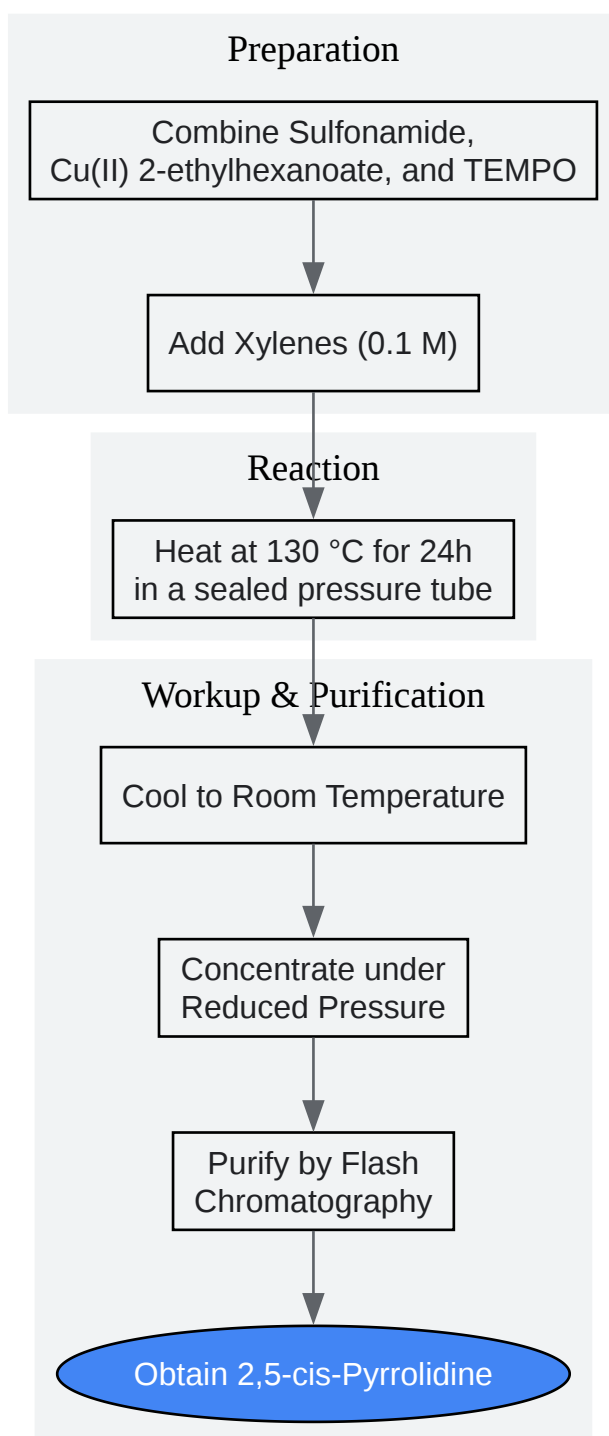 Preparation
Combine Sulfonamide,
Cu(II) 2-ethylhexanoate, and TEMPO
Add Xylenes (0.1 M)
Reaction
Heat at 130 °C for 24h
in a sealed pressure tube
Workup & Purification
Cool to Room Temperature
Concentrate under
Reduced Pressure
Purify by Flash
Chromatography
Obtain 2,5-cis-Pyrrolidine